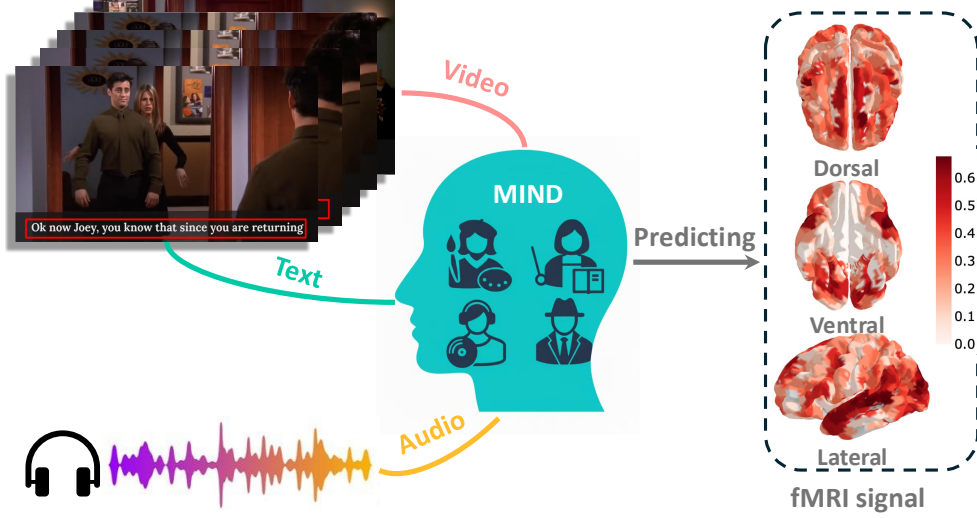 Video
Ok now Joey, you know that since you are returning
Text
Audio
MIND
Predicting
Dorsal
Ventral
Lateral
0.6
0.5
0.4
0.3
0.2
0.1
0.0
fMRI signal